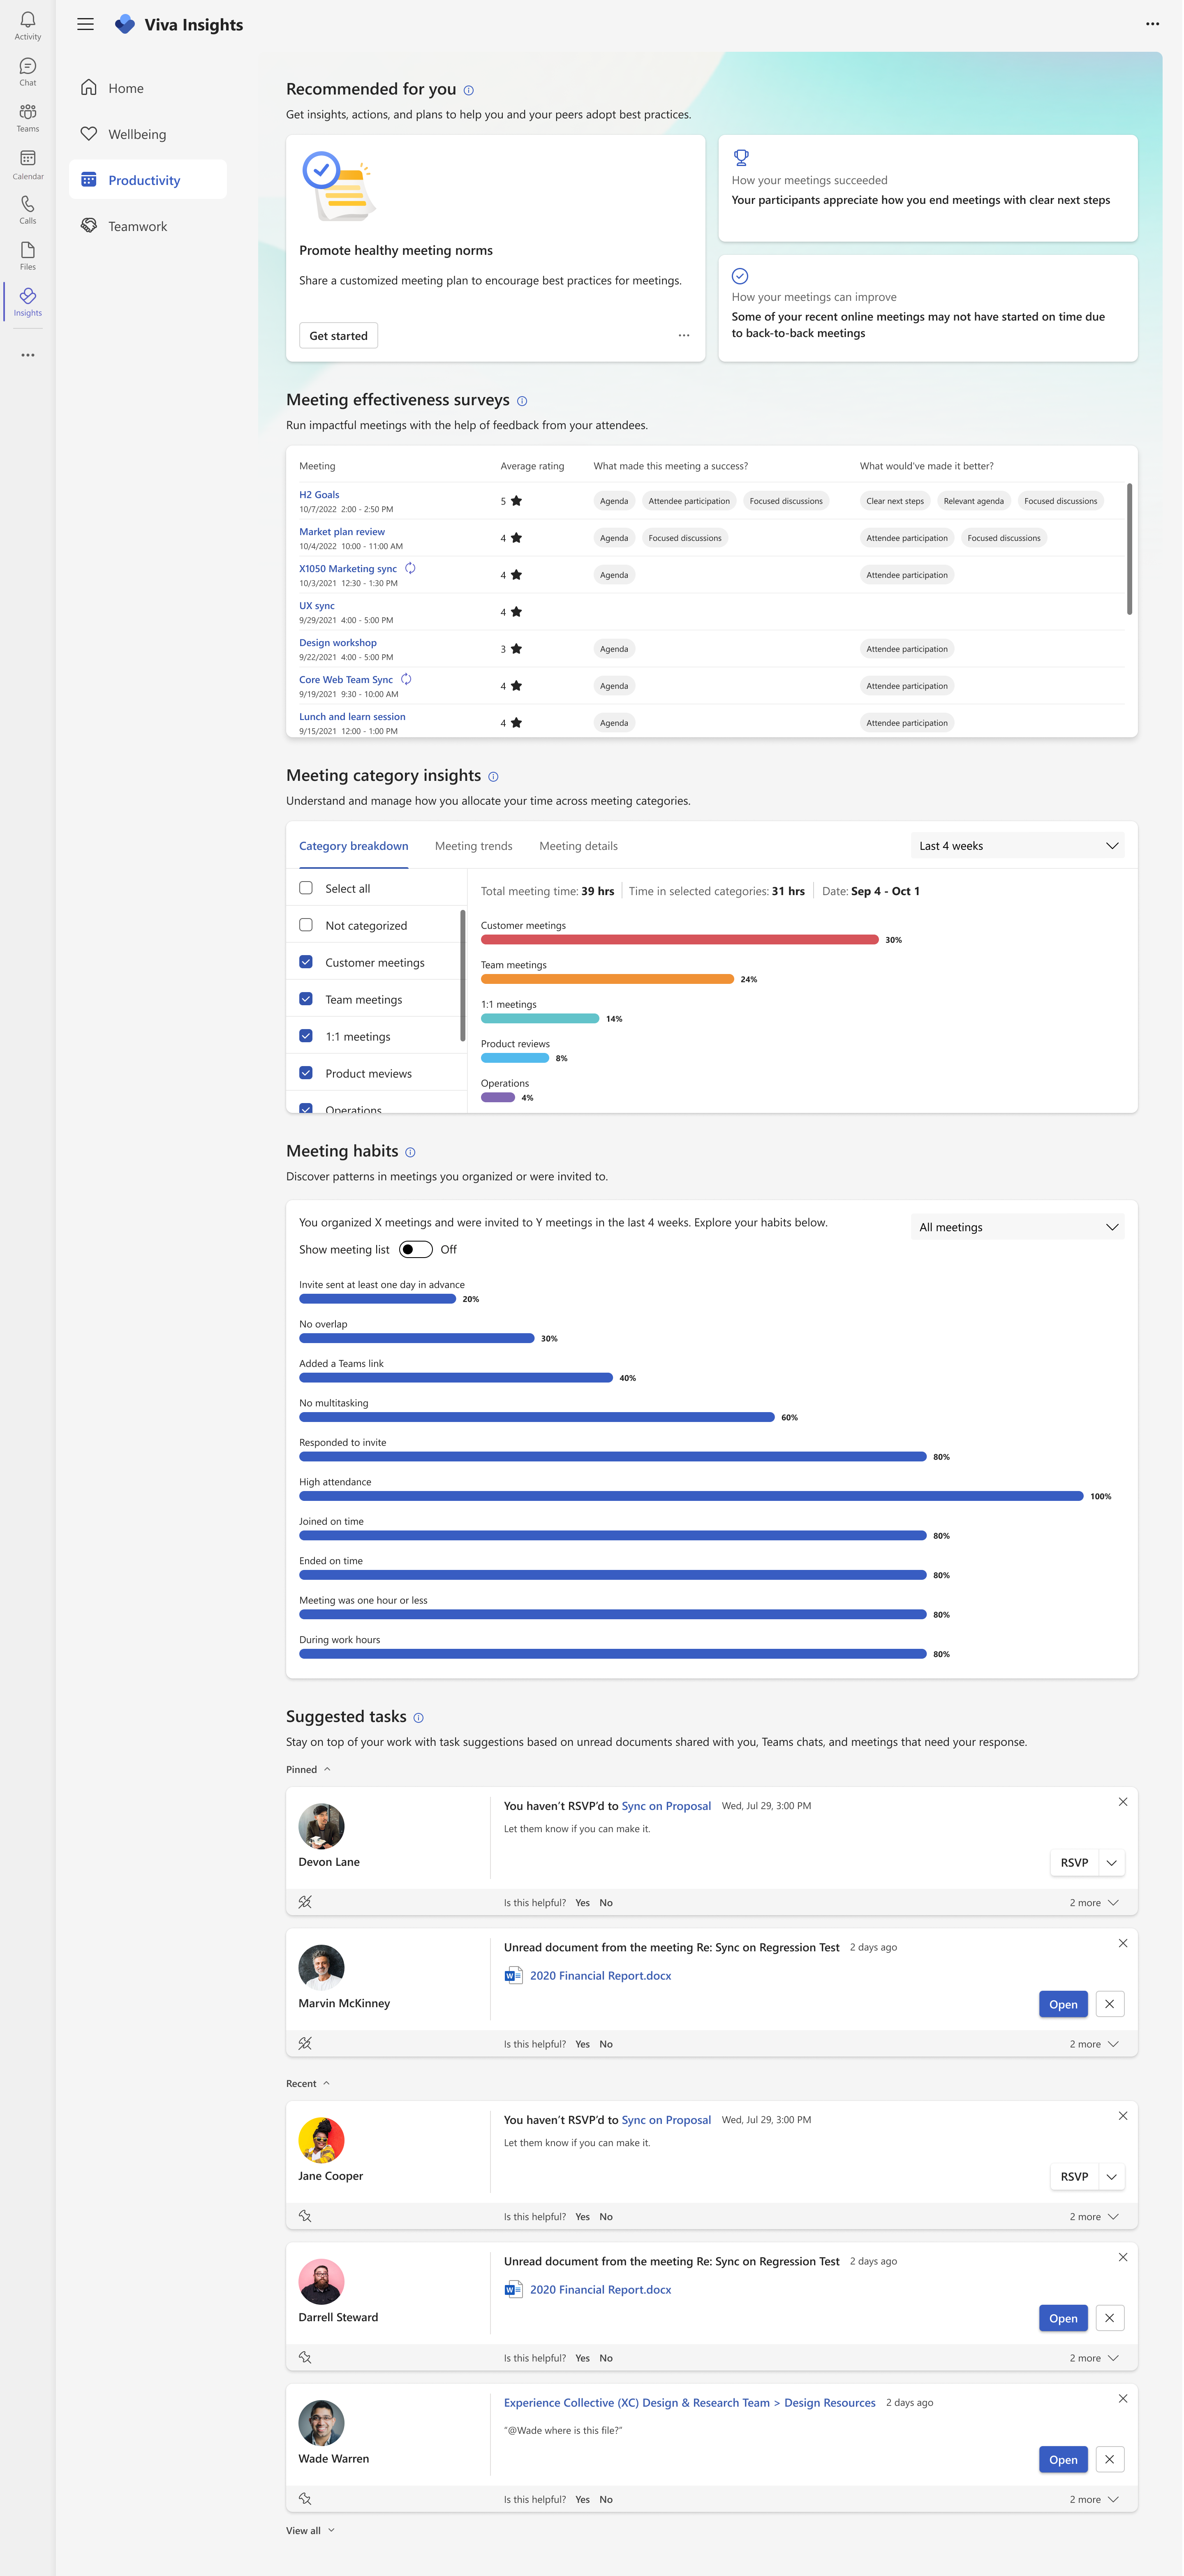 Activity
Chat
Teams
Calendar
Calls
Files
Insights
Viva Insights
Home
Wellbeing
Productivity
Teamwork
Recommended for you
Get insights, actions, and plans to help you and your peers adopt best practices.
Promote healthy meeting norms
Share a customized meeting plan to encourage best practices for meetings.
Get started
How your meetings succeeded
Your participants appreciate how you end meetings with clear next steps
How your meetings can improve
Some of your recent online meetings may not have started on time due
to back-to-back meetings
Meeting effectiveness surveys
Run impactful meetings with the help of feedback from your attendees.
Meeting Average rating What made this meeting a success? What would've made it better?
H2 Goals
10/7/2022 2:00 - 2:50 PM
5 Agenda Attendee participation Focused discussions Clear next steps Relevant agenda Focused discussions
Market plan review
10/4/2022 10:00 - 11:00 AM
4 Agenda Focused discussions Attendee participation Focused discussions
X1050 Marketing sync
10/3/2021 12:30 - 1:30 PM
4 Agenda Attendee participation
UX sync
9/29/2021 4:00 - 5:00 PM
4
Design workshop
9/22/2021 4:00 - 5:00 PM
3 Agenda Attendee participation
Core Web Team Sync
9/19/2021 9:30 - 10:00 AM
4 Agenda Attendee participation
Lunch and learn session
9/15/2021 12:00 - 1:00 PM
4 Agenda Attendee participation
Meeting category insights
Understand and manage how you allocate your time across meeting categories.
Category breakdown Meeting trends Meeting details Last 4 weeks
Select all
Not categorized
Customer meetings
Team meetings
1:1 meetings
Product meviews
Operations
Total meeting time: 39 hrs Time in selected categories: 31 hrs Date: Sep 4 - Oct 1
Customer meetings
30%
Team meetings
24%
1:1 meetings
14%
Product reviews
8%
Operations
4%
Meeting habits
Discover patterns in meetings you organized or were invited to.
You organized X meetings and were invited to Y meetings in the last 4 weeks. Explore your habits below.
All meetings
Show meeting list Off
Invite sent at least one day in advance
20%
No overlap
30%
Added a Teams link
40%
No multitasking
60%
Responded to invite
80%
High attendance
100%
Joined on time
80%
Ended on time
80%
Meeting was one hour or less
80%
During work hours
80%
Suggested tasks
Stay on top of your work with task suggestions based on unread documents shared with you, Teams chats, and meetings that need your response.
Pinned
Devon Lane
You haven't RSVP'd to Sync on Proposal Wed, Jul 29, 3:00 PM
Let them know if you can make it.
RSVP
Is this helpful? Yes No 2 more
Marvin McKinney
Unread document from the meeting Re: Sync on Regression Test 2 days ago
2020 Financial Report.docx
Open
Is this helpful? Yes No 2 more
Recent
Jane Cooper
You haven't RSVP'd to Sync on Proposal Wed, Jul 29, 3:00 PM
Let them know if you can make it.
RSVP
Is this helpful? Yes No 2 more
Darrell Steward
Unread document from the meeting Re: Sync on Regression Test 2 days ago
2020 Financial Report.docx
Open
Is this helpful? Yes No 2 more
Wade Warren
Experience Collective (XC) Design & Research Team > Design Resources 2 days ago
"@Wade where is this file?"
Open
Is this helpful? Yes No 2 more
View all